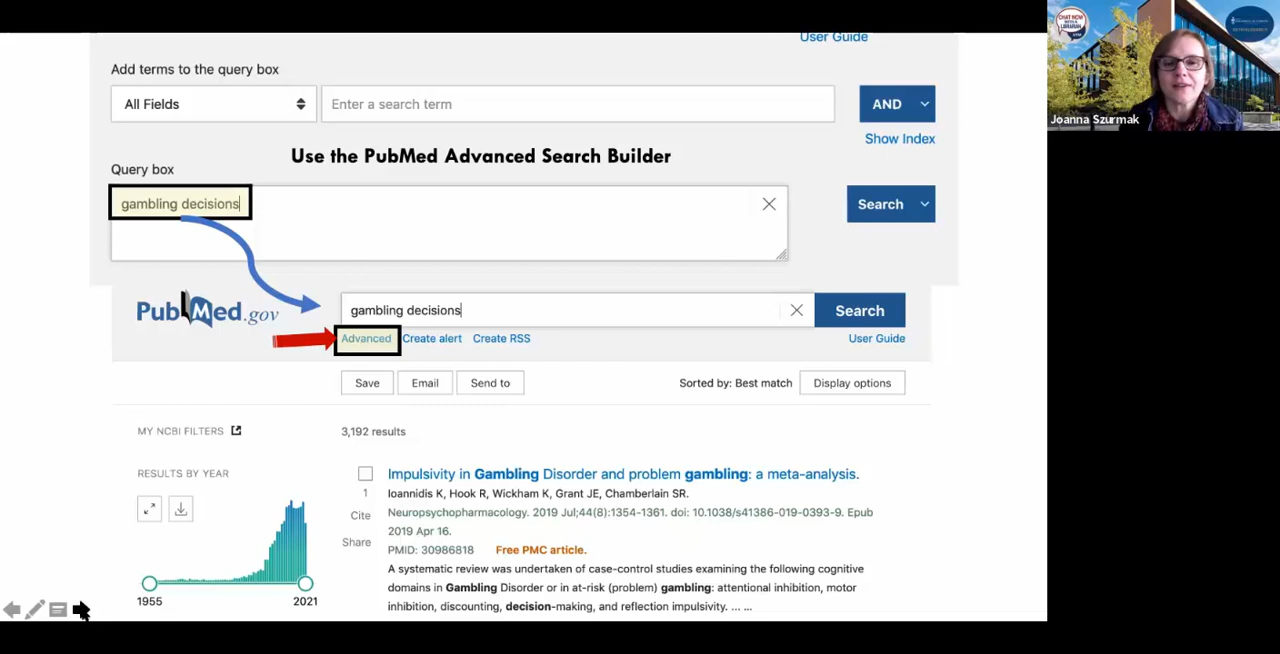 User Guide
Add terms to the query box
All Fields
Enter a search term
AND
Show Index
Use the PubMed Advanced Search Builder
Query box
gambling decisions
Search
PubMed.gov
gambling decisions
Search
Advanced
Create alert
Create RSS
User Guide
Save
Email
Send to
Sorted by: Best match
Display options
MY NCBI FILTERS
3,192 results
RESULTS BY YEAR
1955
2021
1
Cite
Share
Impulsivity in Gambling Disorder and problem gambling: a meta-analysis.
Ioannidis K, Hook R, Wickham K, Grant JE, Chamberlain SR.
Neuropsychopharmacology. 2019 Jul;44(8):1354-1361. doi: 10.1038/s41386-019-0393-9. Epub
2019 Apr 16.
PMID: 30986818 Free PMC article.
A systematic review was undertaken of case-control studies examining the following cognitive
domains in Gambling Disorder or in at-risk (problem) gambling: attentional inhibition, motor
inhibition, discounting, decision-making, and reflection impulsivity. ... ...
CHAT NOW
WITH A
LIBRARIAN
Joanna Szurmak